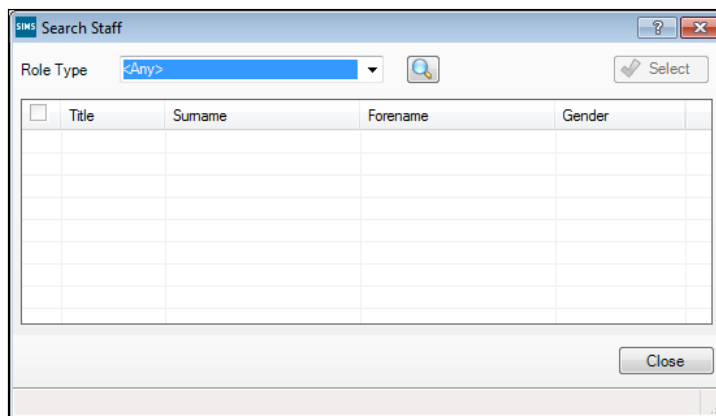 SIMS Search Staff
Role Type <Any> Select
Title Surname Forename Gender
Close